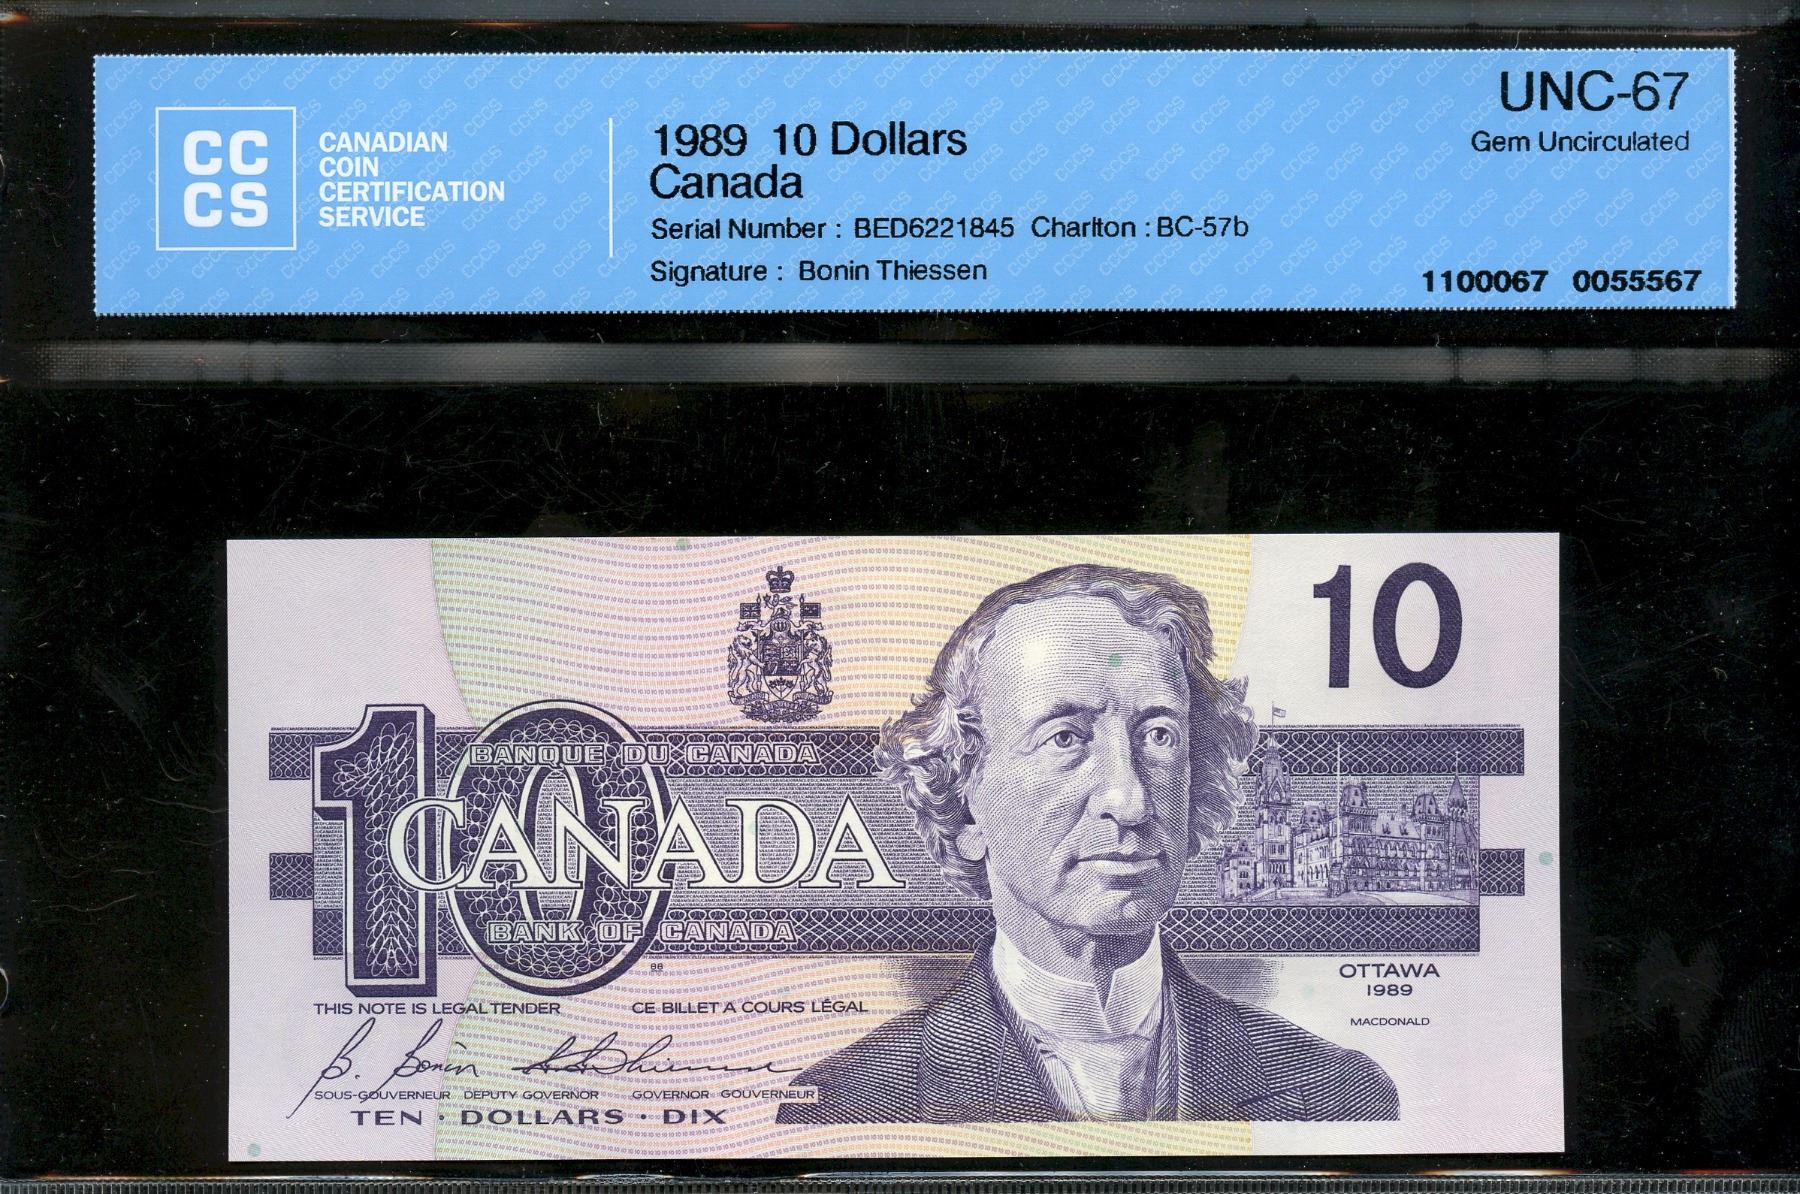 CC
CS
CANADIAN
COIN
CERTIFICATION
SERVICE
1989 10 Dollars
Canada
Serial Number : BED6221845 Charlton : BC-57b
Signature : Bonin Thiessen
UNC-67
Gem Uncirculated
1100067 0055567
10
BANQUE DU CANADA
10
CANADA
BANK OF CANADA
OTTAWA
1989
MACDONALD
THIS NOTE IS LEGAL TENDER CE BILLET A COURS LÉGAL
B. Bonin
SOUS-GOUVERNEUR DEPUTY GOVERNOR GOVERNOR GOUVERNEUR
TEN · DOLLARS · DIX